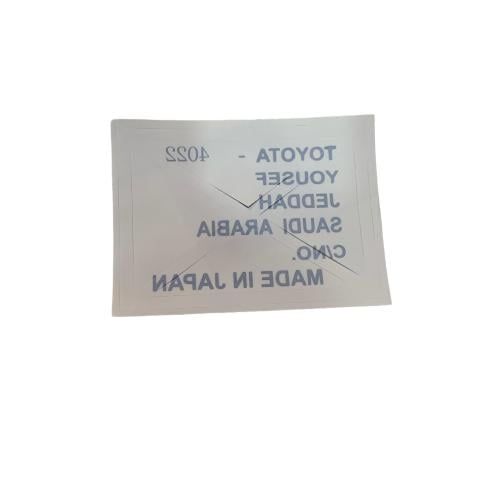 TOYOTA - 4022
YOUSEF
JEDDAH
SAUDI ARABIA
C/NO.
MADE IN JAPAN